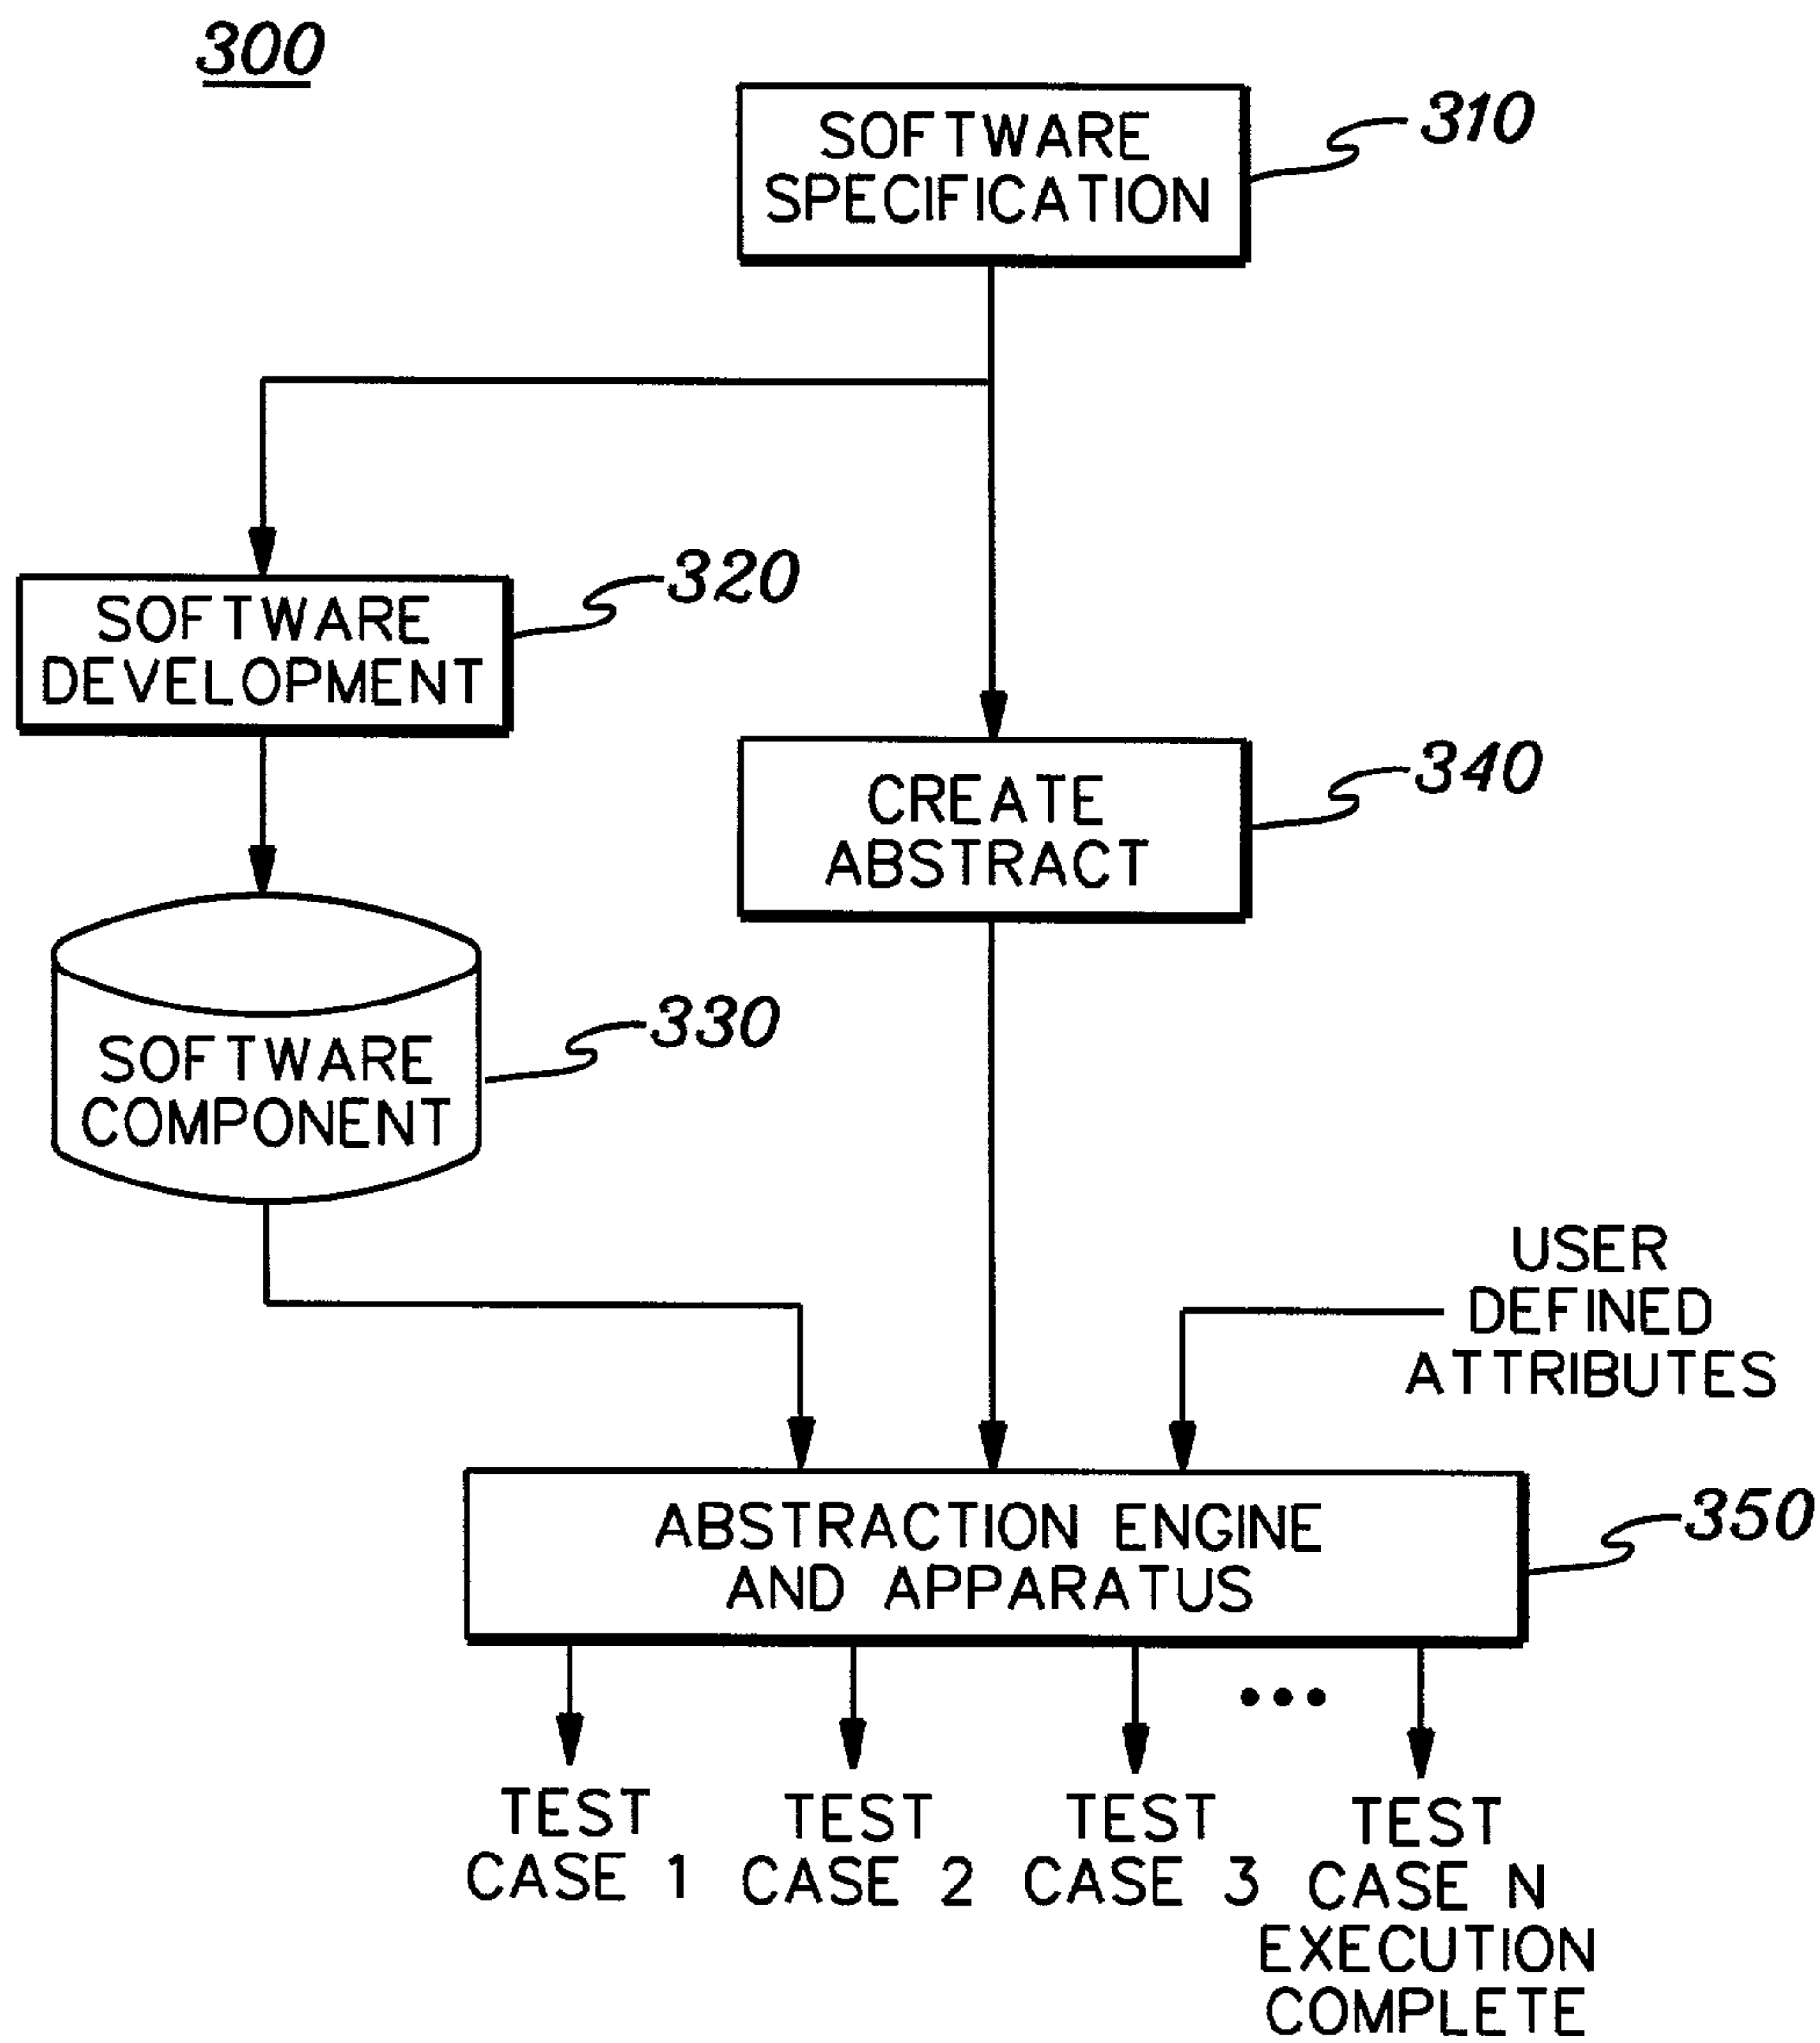 300
SOFTWARE
SPECIFICATION
310
SOFTWARE
DEVELOPMENT
320
CREATE
ABSTRACT
340
SOFTWARE
COMPONENT
330
USER
DEFINED
ATTRIBUTES
ABSTRACTION ENGINE
AND APPARATUS
350
TEST
CASE 1
TEST
CASE 2
TEST
CASE 3
TEST
CASE N
EXECUTION
COMPLETE